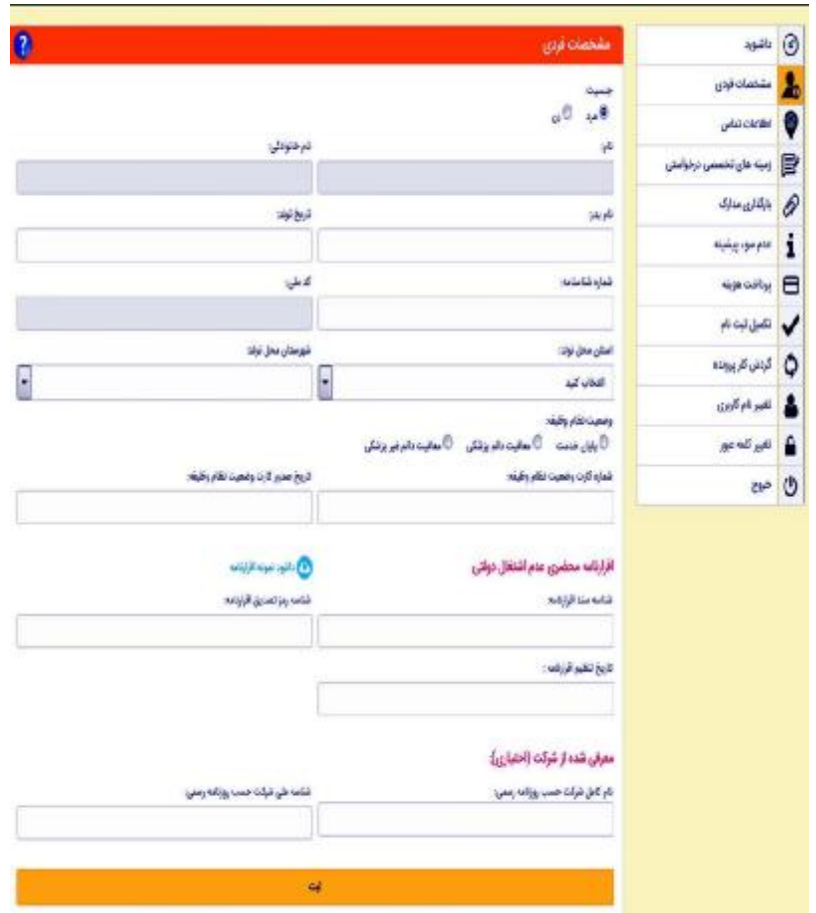 مشخصات فردی
?
جنسیت
مرد زن
نام: نام خانوادگی:
نام پدر: تاریخ تولد:
شماره شناسنامه: کد ملی:
استان محل تولد: شهرستان محل تولد:
انتخاب کنید
وضعیت نظام وظیفه:
پایان خدمت معافیت دائم پزشکی معافیت دائم غیر پزشکی
شماره کارت وضعیت نظام وظیفه: تاریخ صدور کارت وضعیت نظام وظیفه:
اقرارنامه محضری عدم اشتغال دولتی دانلود نمونه اقرارنامه
شناسه سند اقرارنامه: شناسه رمز تصدیق اقرارنامه:
تاریخ تنظیم اقرارنامه :
معرفی شده از شرکت (اختیاری):
نام کامل شرکت حسب روزنامه رسمی: شناسه ملی شرکت حسب روزنامه رسمی:
ثبت
داشبورد
مشخصات فردی
اطلاعات تماس
زمینه های تخصصی درخواستی
بارگذاری مدارک
عدم سوء پیشینه
پرداخت هزینه
تکمیل ثبت نام
گردش کار پرونده
تغییر نام کاربری
تغییر کلمه عبور
خروج